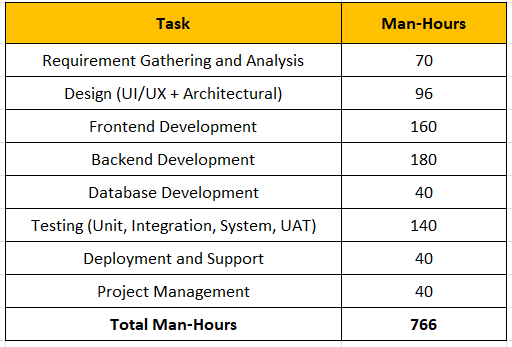 Task Man-Hours
Requirement Gathering and Analysis 70
Design (UI/UX + Architectural) 96
Frontend Development 160
Backend Development 180
Database Development 40
Testing (Unit, Integration, System, UAT) 140
Deployment and Support 40
Project Management 40
Total Man-Hours 766